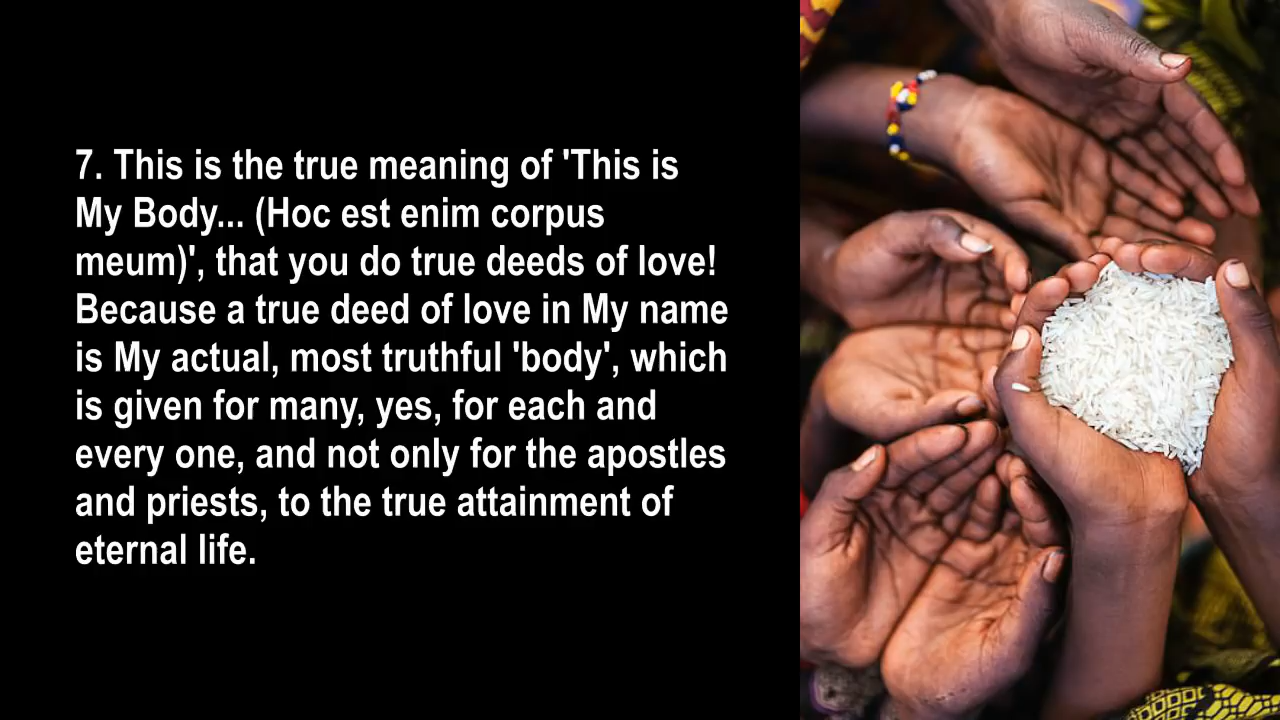 7. This is the true meaning of 'This is
My Body... (Hoc est enim corpus
meum)', that you do true deeds of love!
Because a true deed of love in My name
is My actual, most truthful 'body', which
is given for many, yes, for each and
every one, and not only for the apostles
and priests, to the true attainment of
eternal life.